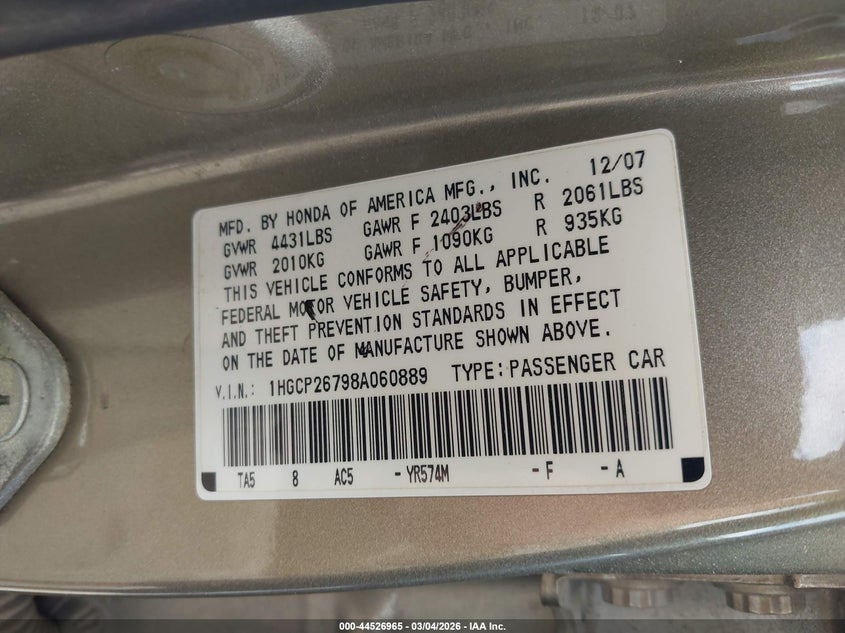 MFD. BY HONDA OF AMERICA MFG., INC. 12/07
GVWR 4431LBS GAWR F 2403LBS R 2061LBS
GVWR 2010KG GAWR F 1090KG R 935KG
THIS VEHICLE CONFORMS TO ALL APPLICABLE
FEDERAL MOTOR VEHICLE SAFETY, BUMPER,
AND THEFT PREVENTION STANDARDS IN EFFECT
ON THE DATE OF MANUFACTURE SHOWN ABOVE.
V.I.N.: 1HGCP26798A060889 TYPE:PASSENGER CAR
TA5 8 AC5 -YR574M -F -A
000-44526965 - 03/04/2026 - IAA Inc.